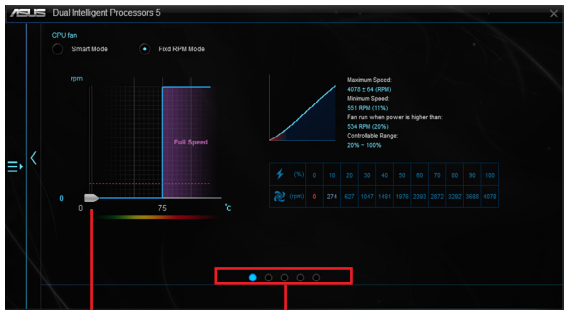 ASUS Dual Intelligent Processors 5
CPU fan
Smart Mode
Fixd RPM Mode
rpm
Full Speed
0
0
75
°C
Maximum Speed:
4078 ± 64 (RPM)
Minimum Speed:
551 RPM (11%)
Fan run when power is higher than:
534 RPM (20%)
Controllable Range:
20% ~ 100%
(%) 0 10 20 30 40 50 60 70 80 90 100
(rpm) 0 274 627 1047 1491 1976 2393 2872 3292 3688 4078